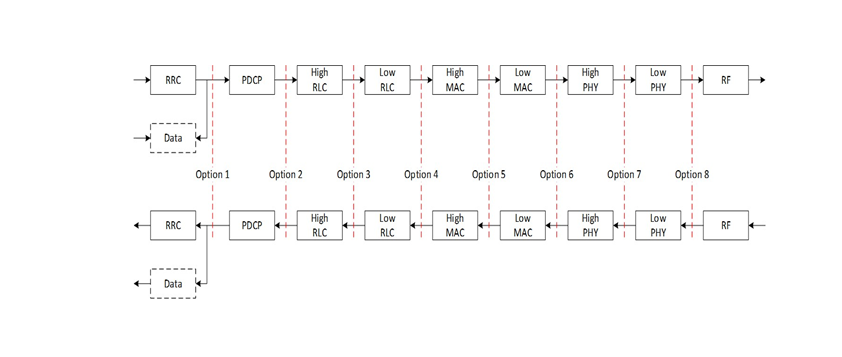 RRC PDCP High RLC Low RLC High MAC Low MAC High PHY Low PHY RF
Data
Option 1 Option 2 Option 3 Option 4 Option 5 Option 6 Option 7 Option 8
RRC PDCP High RLC Low RLC High MAC Low MAC High PHY Low PHY RF
Data